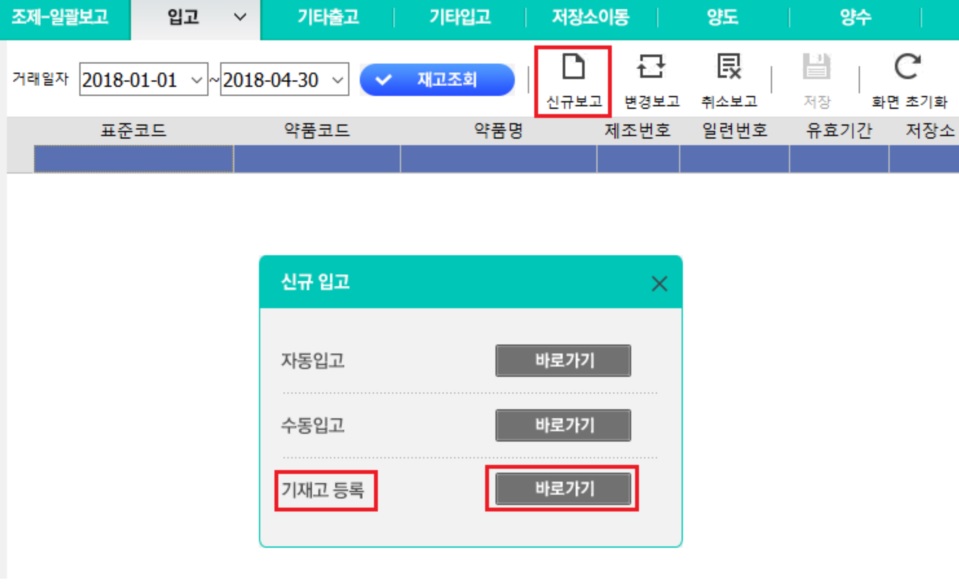 조제-일괄보고 입고 기타출고 기타입고 저장소이동 양도 양수
거래일자 2018-01-01 ~ 2018-04-30 재고조회 신규보고 변경보고 취소보고 저장 화면 초기화
표준코드 약품코드 약품명 제조번호 일련번호 유효기간 저장소
신규 입고
자동입고 바로가기
수동입고 바로가기
기재고 등록 바로가기